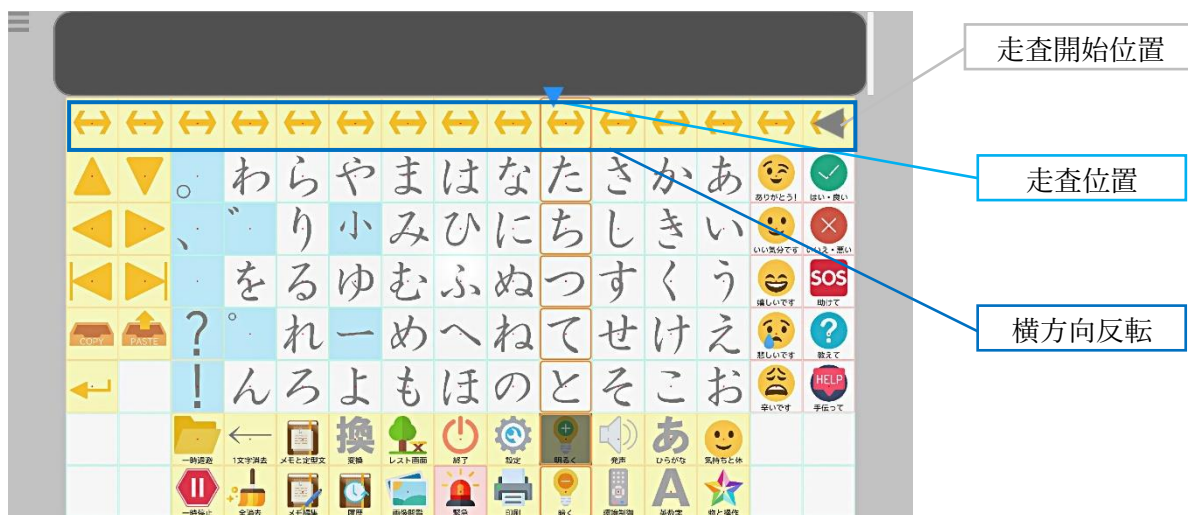 走査開始位置
走査位置
横方向反転
。 わ ら や ま は な た さ か あ ありがとう! はい・良い
、 ゛ り 小 み ひ に ち し き い いい気分です いいえ・悪い
を る ゆ む ふ ぬ つ す く う 嬉しいです SOS 助けて
COPY PASTE ? ゜ れ ー め へ ね て せ け え 悲しいです ? 教えて
! ん ろ よ も ほ の と そ こ お 辛いです HELP 手伝って
一時退避 1文字消去 メモと定型文 換 変換 レスト画面 終了 設定 明るく 発声 あ ひらがな 気持ちと体
一時停止 全消去 メモ編集 履歴 画像閲覧 緊急 印刷 暗く 環境制御 A 英数字 物と操作